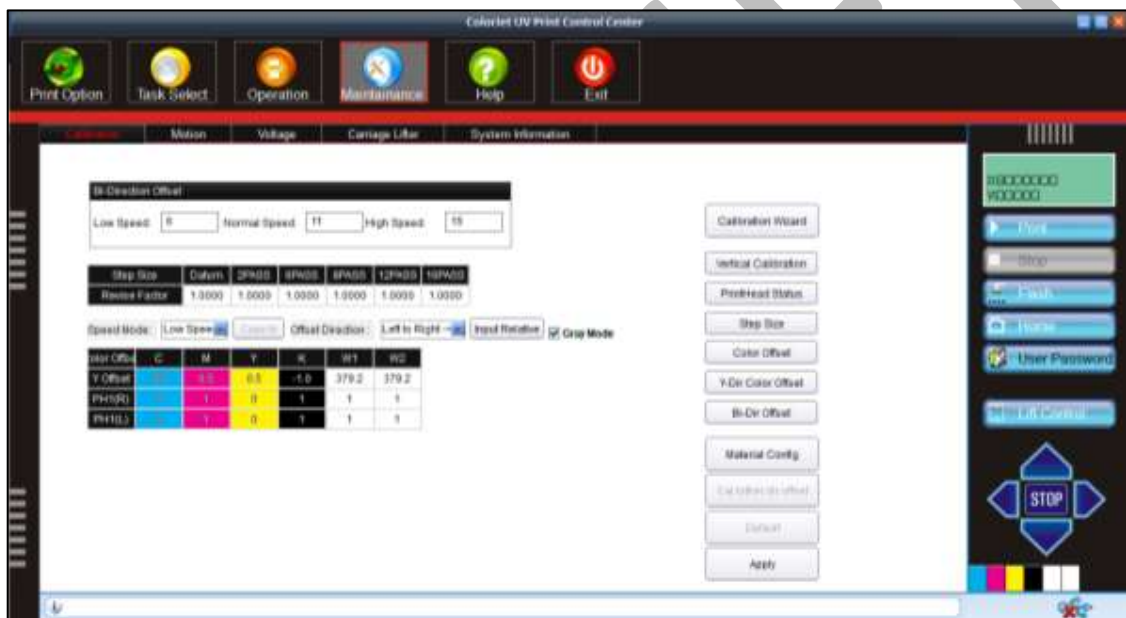 Colorjet UV Print Control Center
Print Option Task Select Operation Maintainance Help Exit
Motion Voltage Carriage Lifter System Information
Bi-Direction Offset
Low Speed: Normal Speed: 11 High Speed: 15
Step Size Datum 2PASS 12PASS 16PASS
Revise Factor 1.0000 1.0000 1.0000 1.0000 1.0000 1.0000
Speed Mode: Low Spee Offset Direction: Left to Right Input Relative Gray Mode
C M Y K W1 W2
Y Offset 0.5 -1.0 379.2 379.2
PH1(R) 1 0 1 1 1
PH1(L) 1 0 1 1 1
Calibration Wizard
Vertical Calibration
PrintHead Status
Step Size
Color Offset
Y-Dir Color Offset
Bi-Dir Offset
Material Config
Default
Apply
Print
Stop
Flash
Home
User Password
Lift Control
STOP